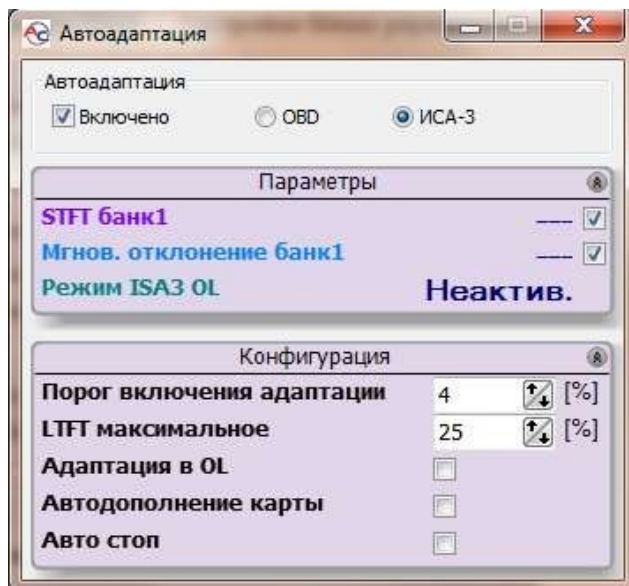 Автоадаптация
Автоадаптация
Включено OBD ИСА-3
Параметры
STFT банк1 ---
Мгнов. отклонение банк1 ---
Режим ISA3 OL Неактив.
Конфигурация
Порог включения адаптации 4 [%]
LTFT максимальное 25 [%]
Адаптация в OL
Автодополнение карты
Авто стоп